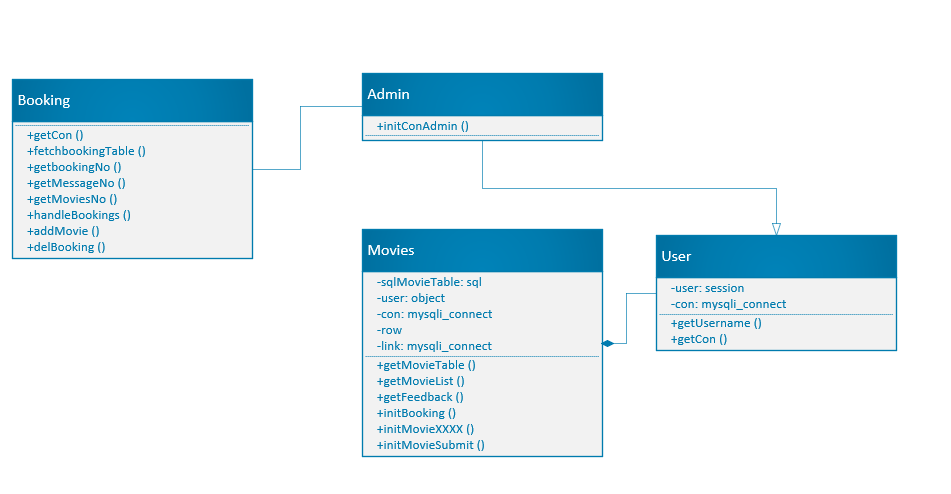 Booking
+getCon ()
+fetchbookingTable ()
+getbookingNo ()
+getMessageNo ()
+getMoviesNo ()
+handleBookings ()
+addMovie ()
+delBooking ()
Admin
+initConAdmin ()
Movies
-sqlMovieTable: sql
-user: object
-con: mysqli_connect
-row
-link: mysqli_connect
+getMovieTable ()
+getMovieList ()
+getFeedback ()
+initBooking ()
+initMovieXXXX ()
+initMovieSubmit ()
User
-user: session
-con: mysqli_connect
+getUsername ()
+getCon ()